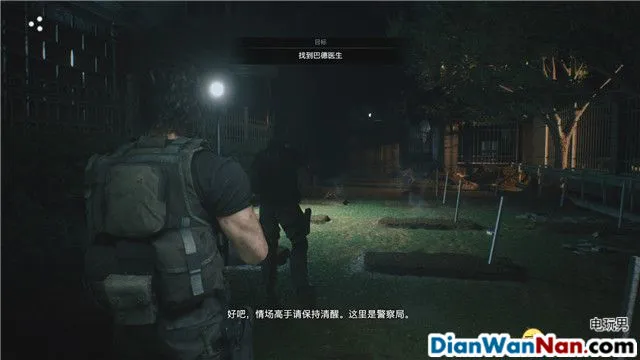 目标
找到巴德医生
好吧，情场高手请保持清醒。这里是警察局。
电玩男
DianWanNan.com